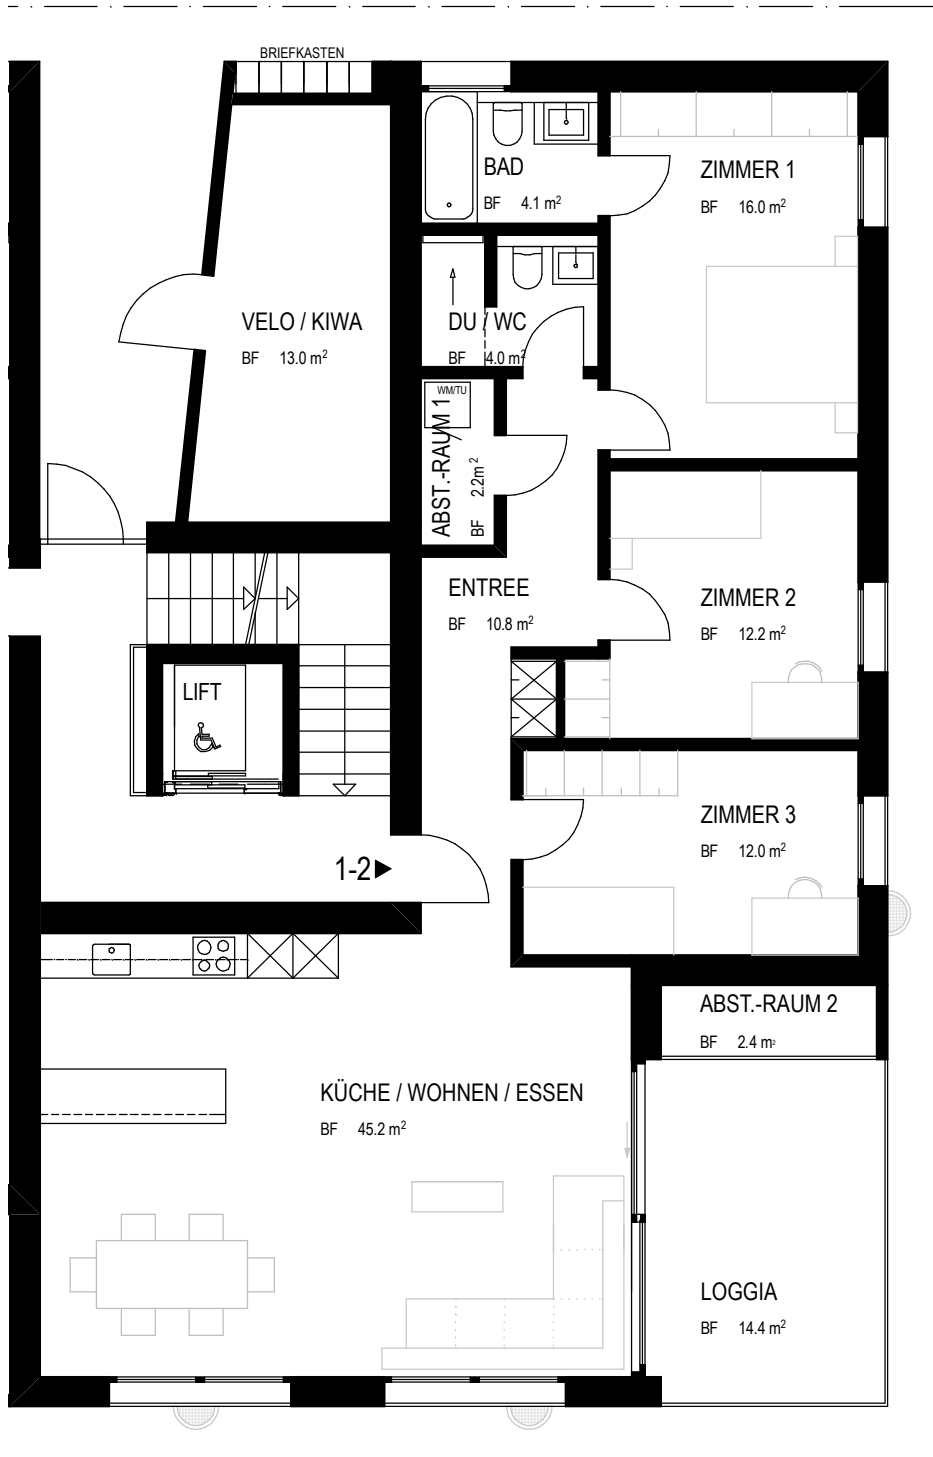 BRIEFKASTEN
BAD
BF 4.1 m²
ZIMMER 1
BF 16.0 m²
VELO / KIWA
BF 13.0 m²
DU / WC
BF 4.0 m²
WM/TU
ABST.-RAUM 1
BF 2.2m²
ENTREE
BF 10.8 m²
ZIMMER 2
BF 12.2 m²
LIFT
ZIMMER 3
BF 12.0 m²
1-2
ABST.-RAUM 2
BF 2.4 m²
KÜCHE / WOHNEN / ESSEN
BF 45.2 m²
LOGGIA
BF 14.4 m²